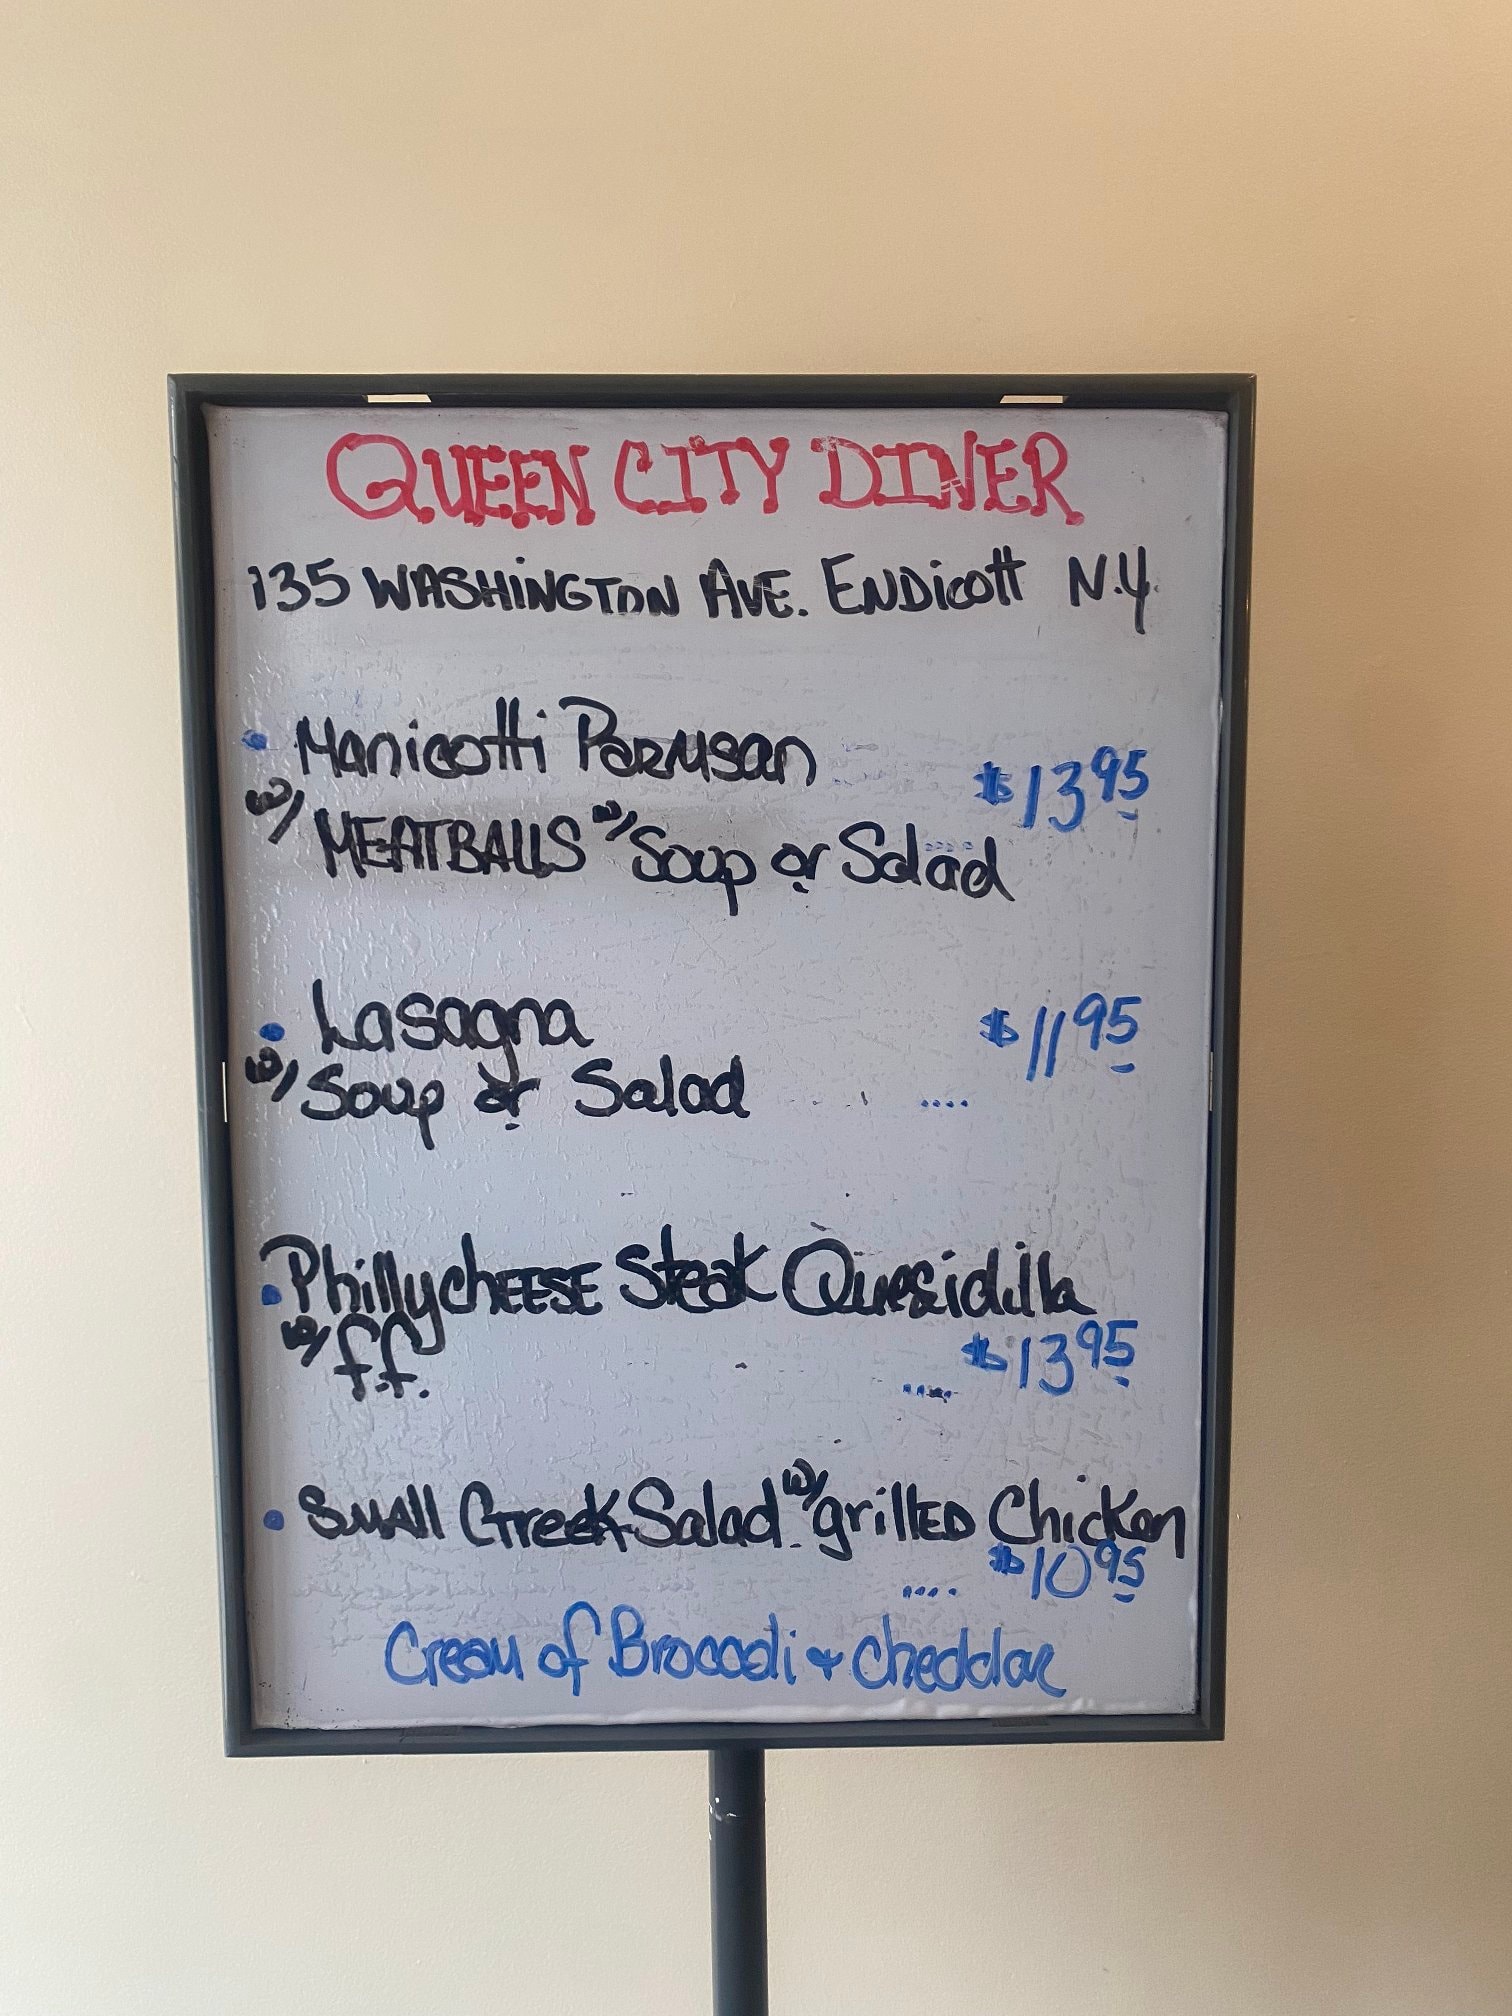 QUEEN CITY DINER
135 WASHINGTON AVE. ENDICOTT N.Y.
• Manicotti Parmsan $13.95
w/ MEATBALLS w/ Soup or Salad
• Lasagna $11.95
w/ Soup or Salad ....
• Phillycheese Steak Quesidilla
w/ f.f. .... $13.95
• Small Greek Salad w/ grilled Chicken
.... $10.95
Cream of Broccoli + cheddar